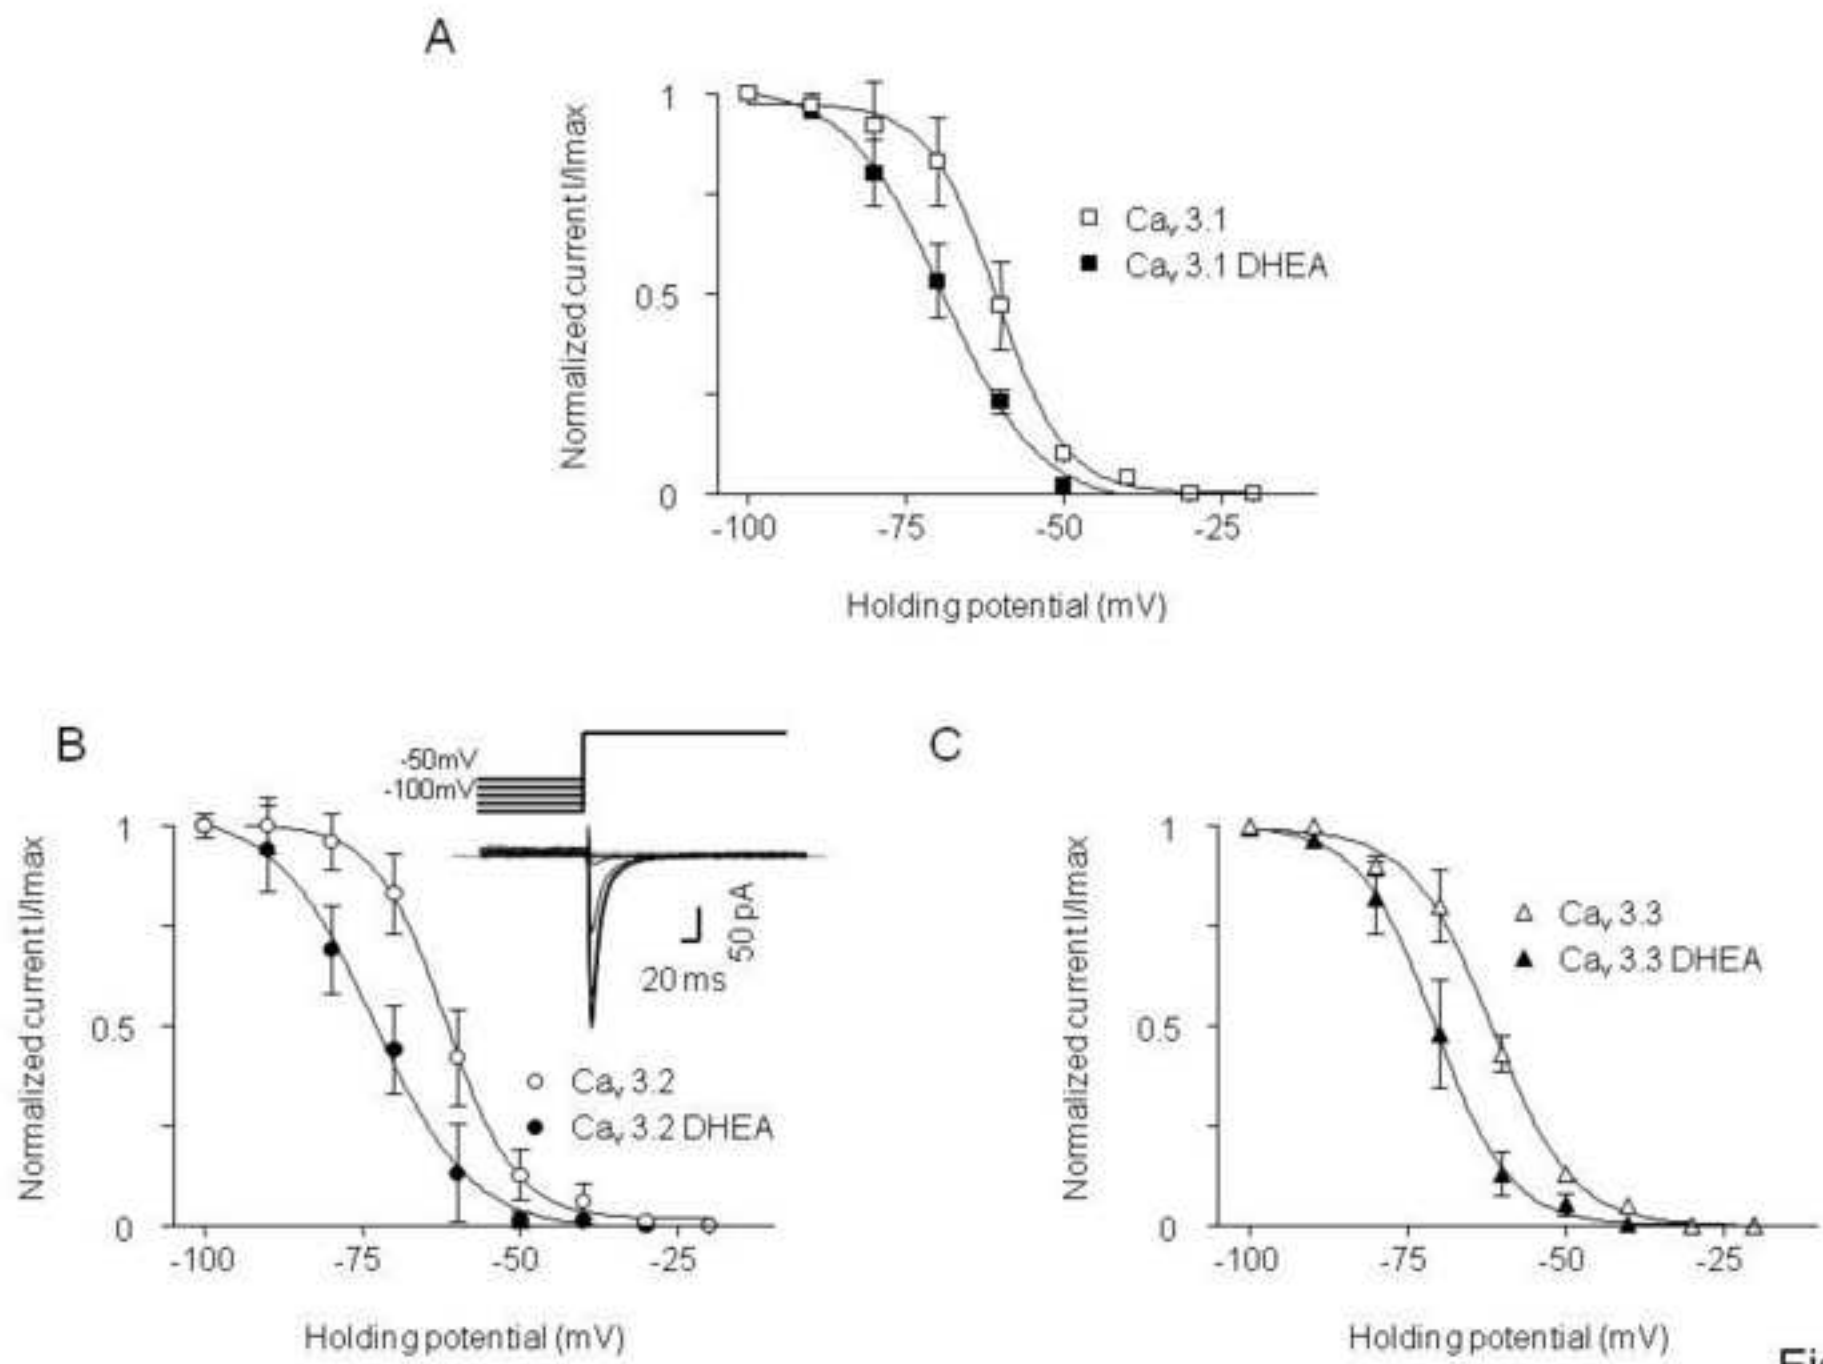 A
Normalized current I/Imax
1
0.5
0
-100 -75 -50 -25
Holding potential (mV)
Cav 3.1
Cav 3.1 DHEA
B
-50mV
-100mV
Normalized current I/Imax
1
0.5
0
50 pA
20 ms
Cav 3.2
Cav 3.2 DHEA
-100 -75 -50 -25
Holding potential (mV)
C
Normalized current I/Imax
1
0.5
0
Cav 3.3
Cav 3.3 DHEA
-100 -75 -50 -25
Holding potential (mV)